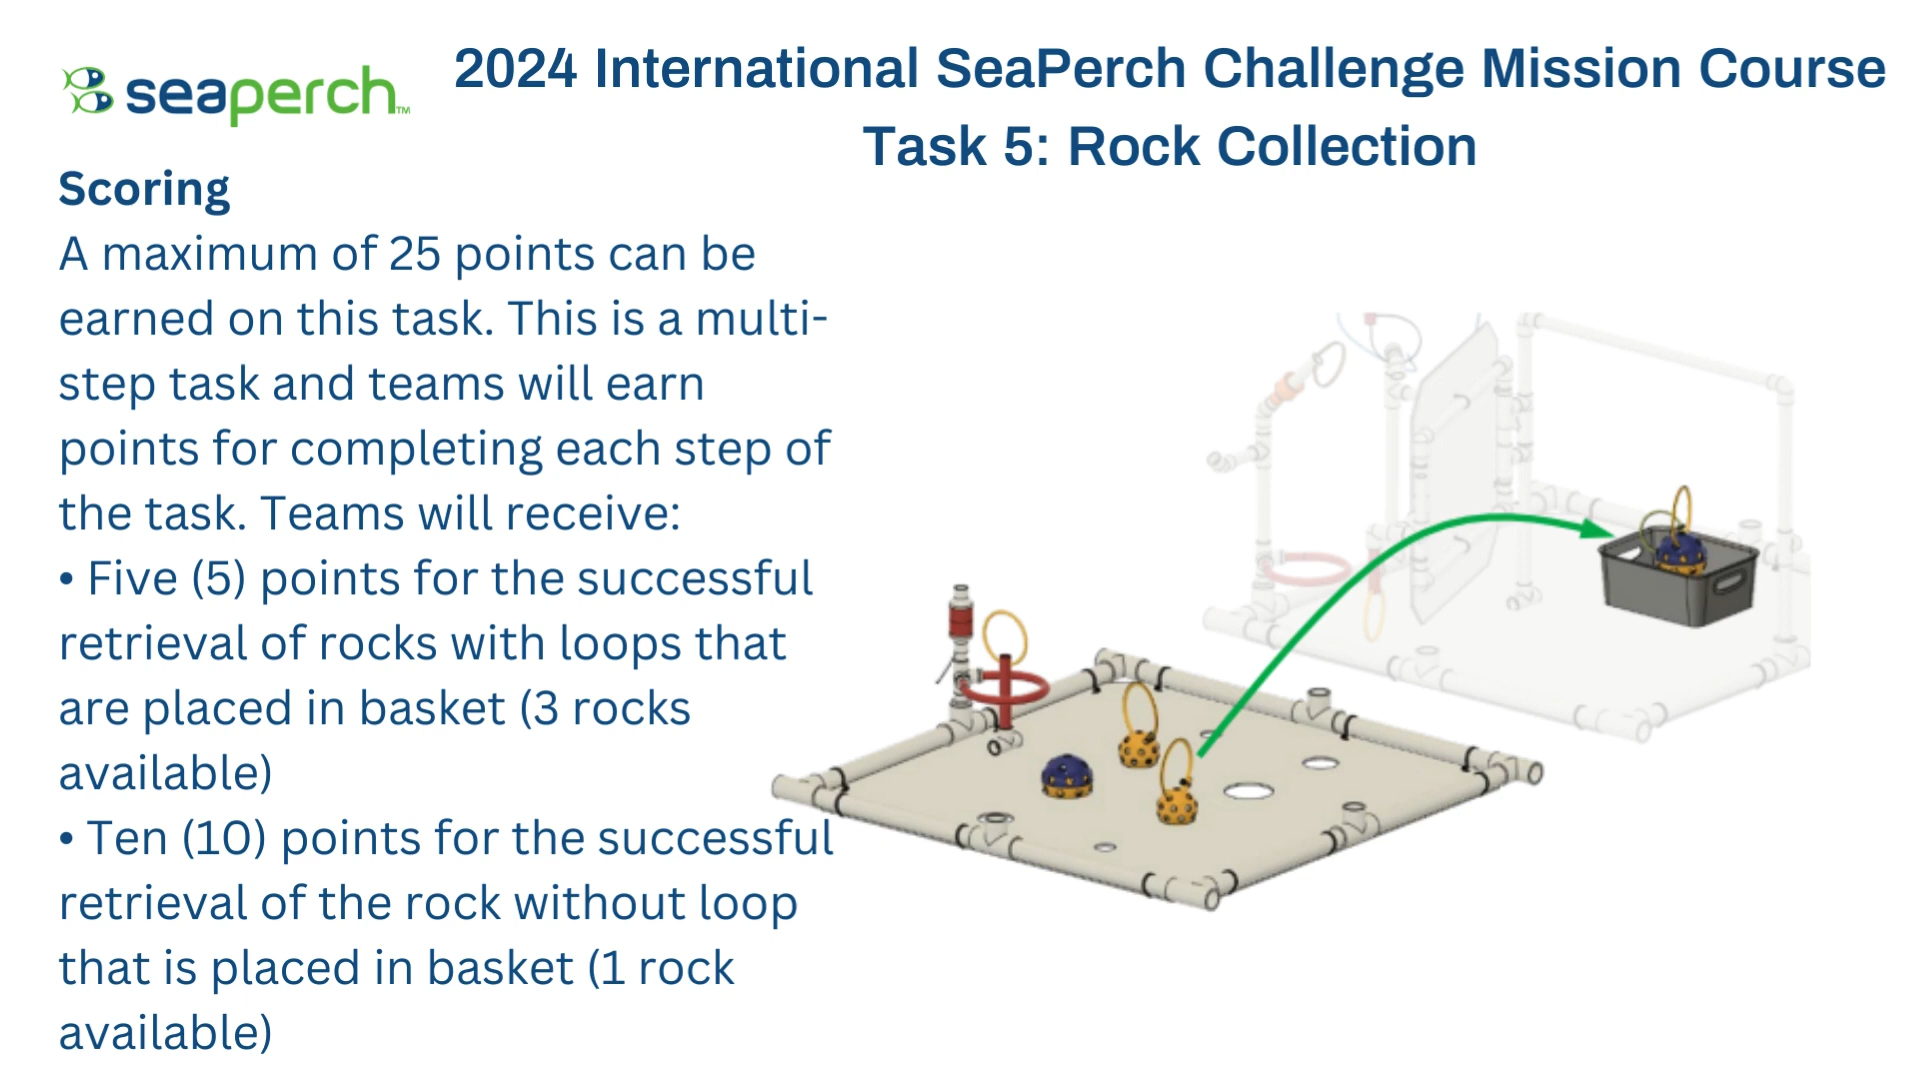 seaperch™
2024 International SeaPerch Challenge Mission Course
Task 5: Rock Collection
Scoring
A maximum of 25 points can be
earned on this task. This is a multi-
step task and teams will earn
points for completing each step of
the task. Teams will receive:
• Five (5) points for the successful
retrieval of rocks with loops that
are placed in basket (3 rocks
available)
• Ten (10) points for the successful
retrieval of the rock without loop
that is placed in basket (1 rock
available)